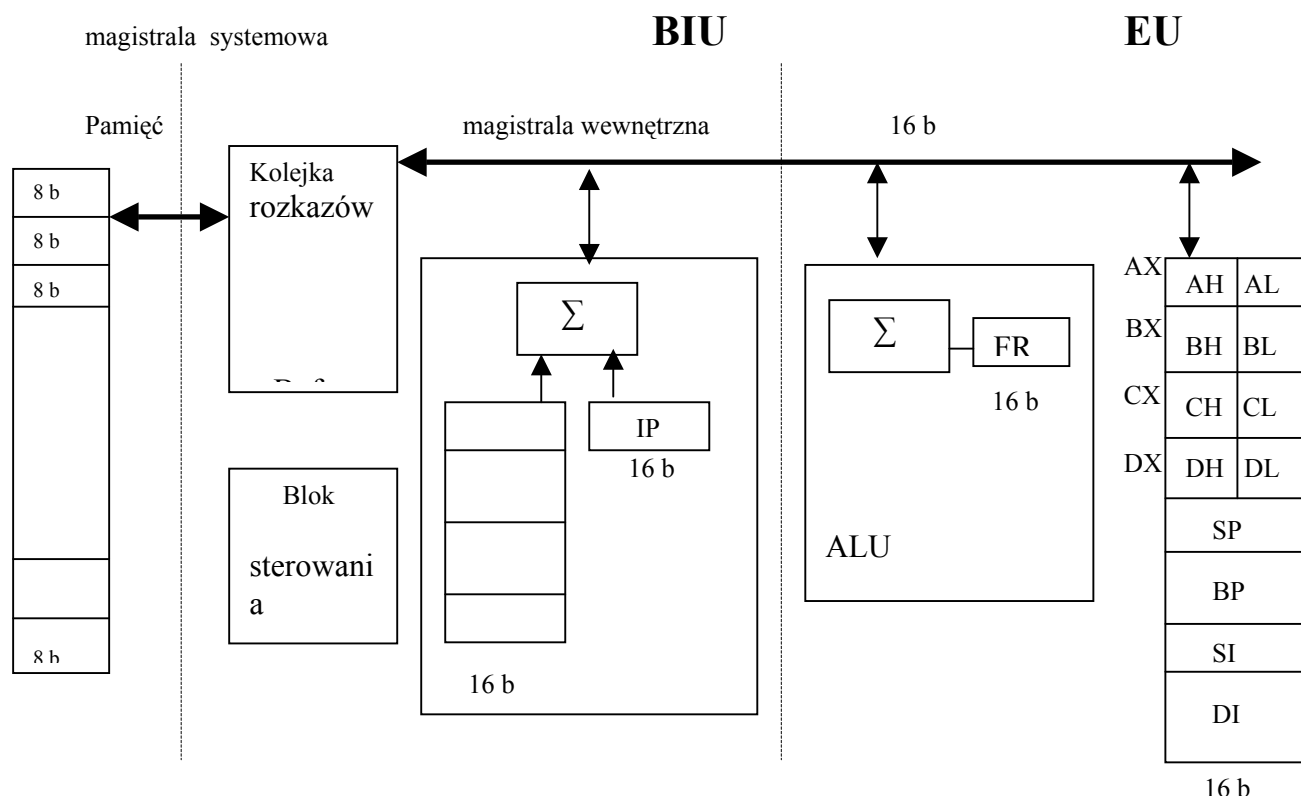 magistrala systemowa
BIU
EU
Pamięć
magistrala wewnętrzna
16 b
Kolejka
rozkazów
8 b
8 b
8 b
8 b
Blok
sterowani
a
∑
IP
16 b
16 b
∑
FR
16 b
ALU
AX
AH AL
BX
BH BL
CX
CH CL
DX
DH DL
SP
BP
SI
DI
16 b